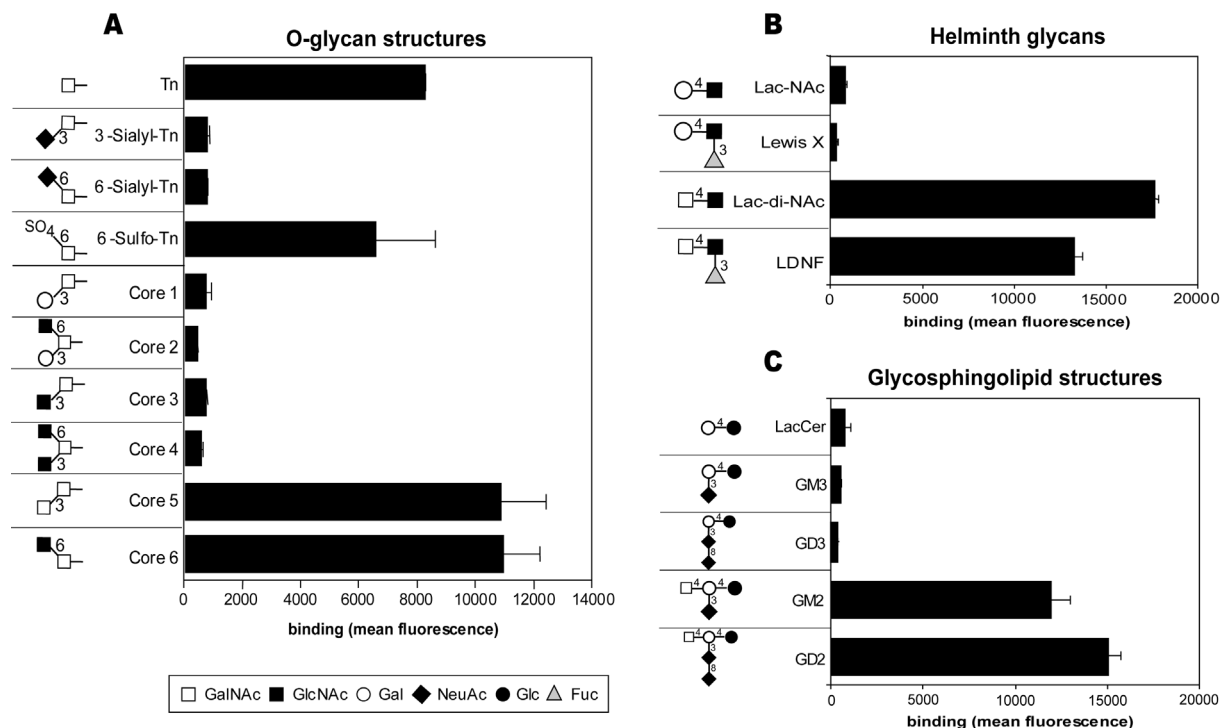 A
O-glycan structures
Tn
3
3-Sialyl-Tn
6
6-Sialyl-Tn
SO4 6
6-Sulfo-Tn
3
Core 1
6
3
Core 2
3
Core 3
6
3
Core 4
3
Core 5
6
Core 6
0 2000 4000 6000 8000 10000 12000 14000
binding (mean fluorescence)
GalNAc GlcNAc Gal NeuAc Glc Fuc
B
Helminth glycans
4
Lac-NAc
4
3
Lewis X
4
Lac-di-NAc
4
3
LDNF
0 5000 10000 15000 20000
binding (mean fluorescence)
C
Glycosphingolipid structures
4
LacCer
4
3
GM3
4
3
8
GD3
4 4
3
GM2
4 4
3
8
GD2
0 5000 10000 15000 20000
binding (mean fluorescence)